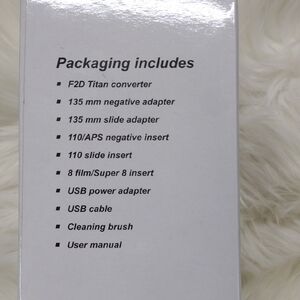 Packaging includes
▪ F2D Titan converter
▪ 135 mm negative adapter
▪ 135 mm slide adapter
▪ 110/APS negative insert
▪ 110 slide insert
▪ 8 film/Super 8 insert
▪ USB power adapter
▪ USB cable
▪ Cleaning brush
▪ User manual